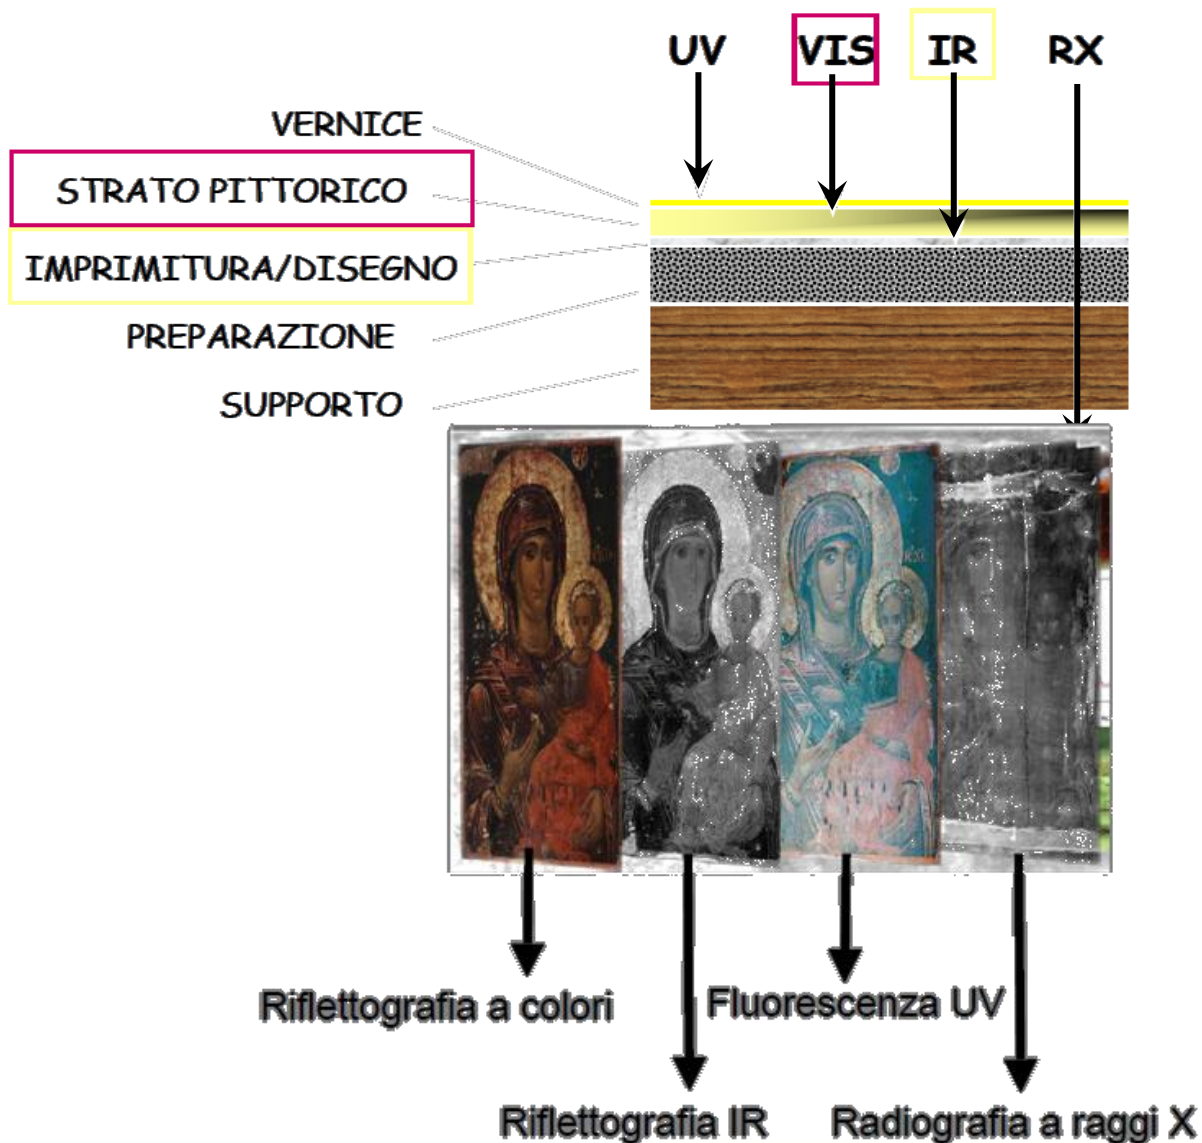 UV VIS IR RX
VERNICE
STRATO PITTORICO
IMPRIMITURA/DISEGNO
PREPARAZIONE
SUPPORTO
Riflettografia a colori
Fluorescenza UV
Riflettografia IR
Radiografia a raggi X